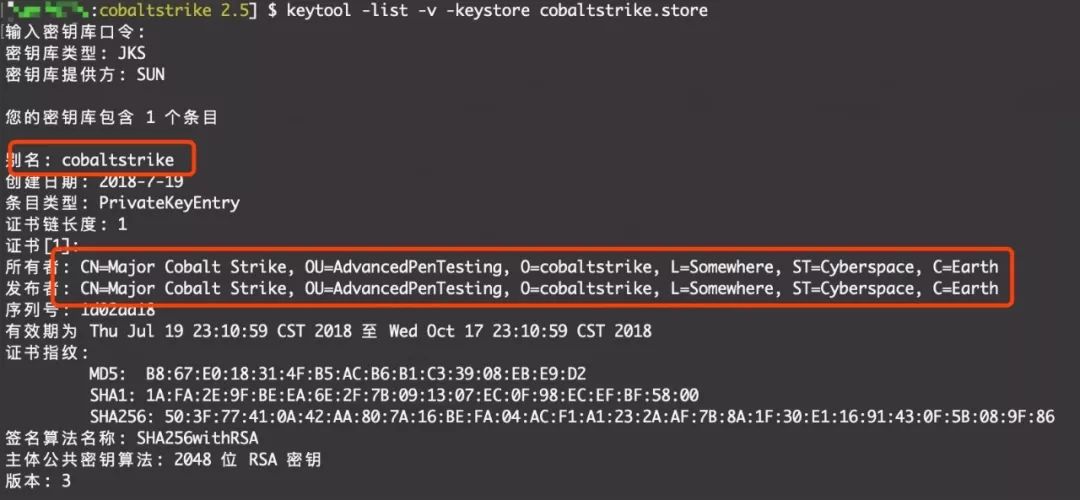 :cobaltstrike 2.5] $ keytool -list -v -keystore cobaltstrike.store
输入密钥库口令:
密钥库类型: JKS
密钥库提供方: SUN
您的密钥库包含 1 个条目
别名: cobaltstrike
创建日期: 2018-7-19
条目类型: PrivateKeyEntry
证书链长度: 1
证书[1]:
所有者: CN=Major Cobalt Strike, OU=AdvancedPenTesting, O=cobaltstrike, L=Somewhere, ST=Cyberspace, C=Earth
发布者: CN=Major Cobalt Strike, OU=AdvancedPenTesting, O=cobaltstrike, L=Somewhere, ST=Cyberspace, C=Earth
序列号: 1d02aa18
有效期为 Thu Jul 19 23:10:59 CST 2018 至 Wed Oct 17 23:10:59 CST 2018
证书指纹:
MD5: B8:67:E0:18:31:4F:B5:AC:B6:B1:C3:39:08:EB:E9:D2
SHA1: 1A:FA:2E:9F:BE:EA:6E:2F:7B:09:13:07:EC:0F:98:EC:EF:BF:58:00
SHA256: 50:3F:77:41:0A:42:AA:80:7A:16:BE:FA:04:AC:F1:A1:23:2A:AF:7B:8A:1F:30:E1:16:91:43:0F:5B:08:9F:86
签名算法名称: SHA256withRSA
主体公共密钥算法: 2048 位 RSA 密钥
版本: 3